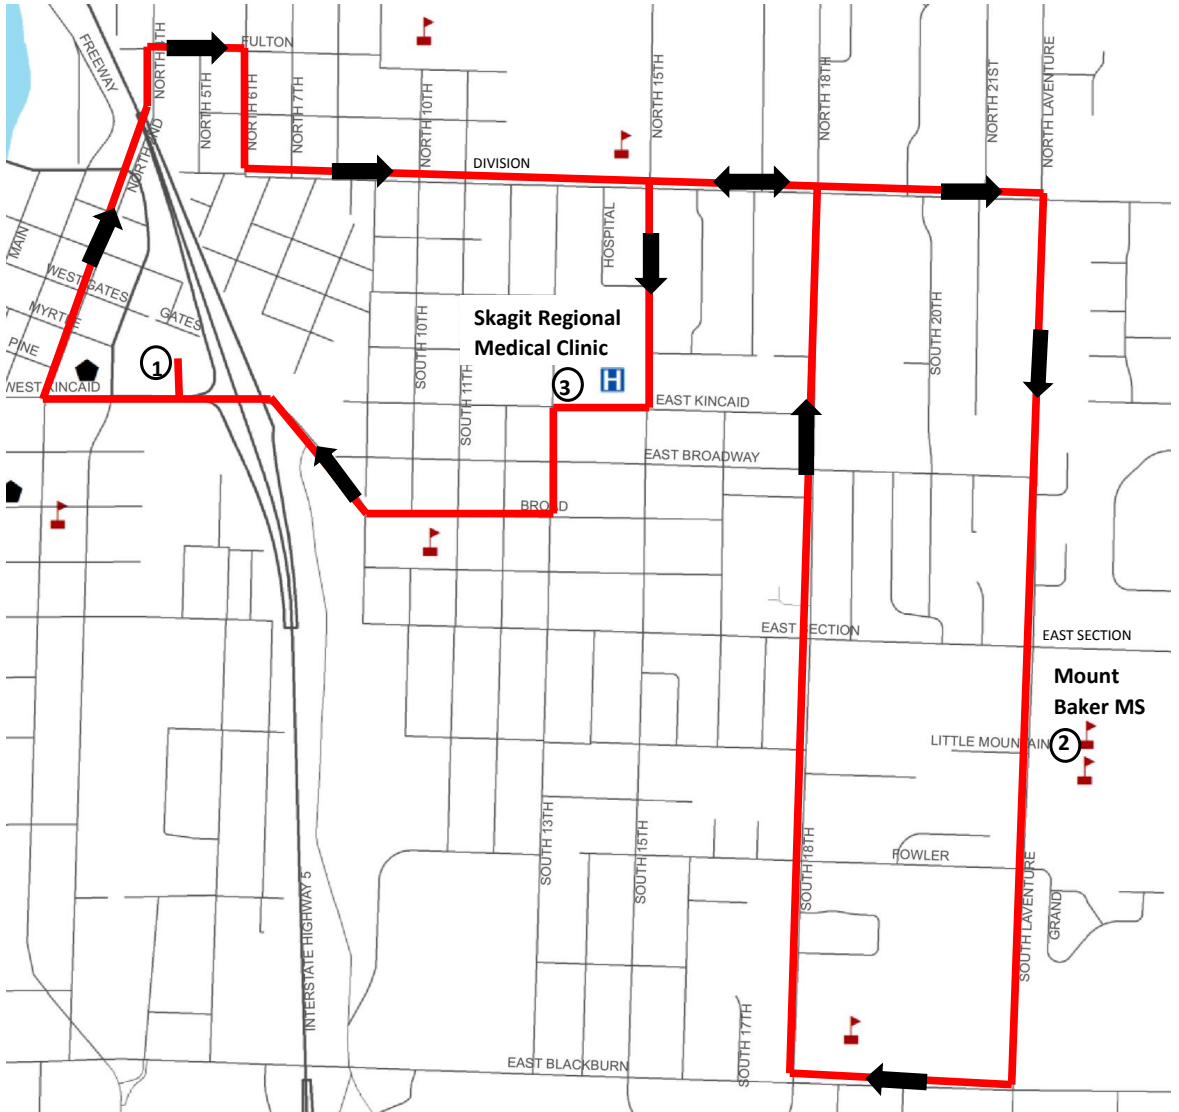 FREEWAY
NORTH 4TH
FULTON
NORTH 5TH
NORTH 6TH
NORTH 7TH
NORTH 10TH
NORTH 15TH
NORTH 18TH
NORTH 21ST
NORTH LAVENTURE
DIVISION
MAIN
WEST GATES
GATES
MYRTLE
PINE
WEST KINCAID
1
HOSPITAL
Skagit Regional
Medical Clinic
3
H
SOUTH 10TH
SOUTH 11TH
SOUTH 20TH
EAST KINCAID
EAST BROADWAY
BROAD
EAST SECTION
EAST SECTION
Mount
Baker MS
LITTLE MOUNTAIN
2
SOUTH 13TH
SOUTH 15TH
SOUTH 18TH
FOWLER
SOUTH LAVENTURE
GRAND
INTERSTATE HIGHWAY 5
SOUTH 17TH
EAST BLACKBURN